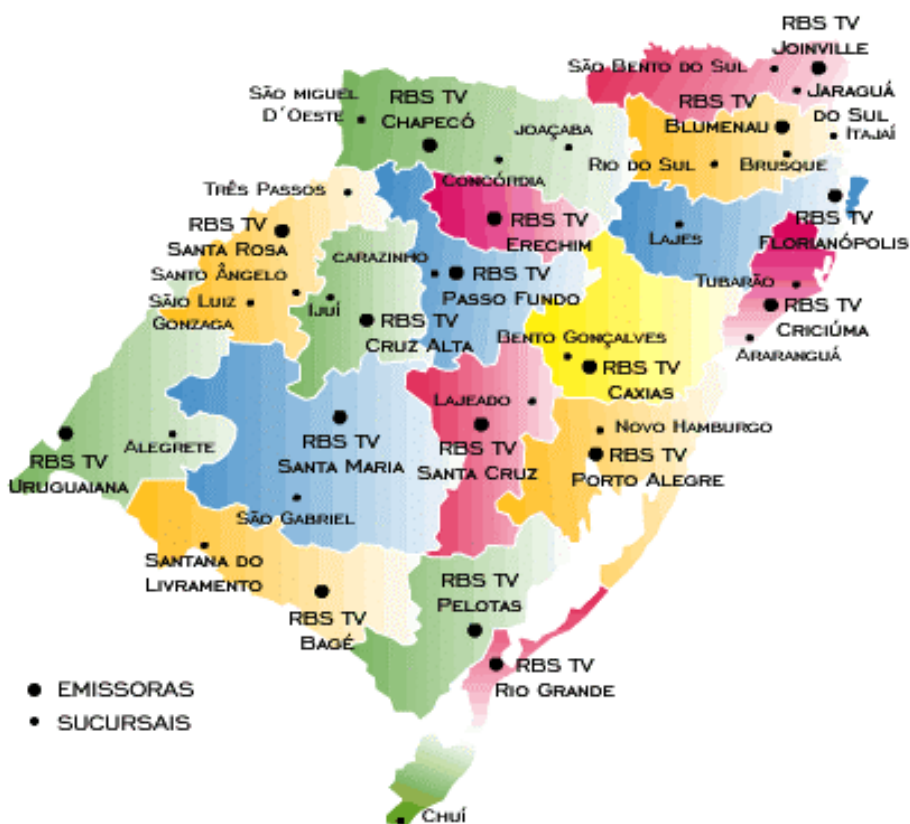 RBS TV
JOINVILLE
SÃO BENTO DO SUL
JARAGUÁ
DO SUL
SÃO MIGUEL
D´OESTE
RBS TV
CHAPECÓ
JOAÇABA
CONCÓRDIA
RBS TV
BLUMENAU
ITAJAÍ
RIO DO SUL
BRUSQUE
TRÊS PASSOS
RBS TV
SANTA ROSA
SANTO ÂNGELO
SÃIO LUIZ
GONZAGA
RBS TV
ERECHIM
LAJES
RBS TV
FLORIANÓPOLIS
CARAZINHO
RBS TV
PASSO FUNDO
IJUÍ
RBS TV
CRUZ ALTA
TUBARÃO
RBS TV
CRICIÚMA
ARARANGUÁ
BENTO GONÇALVES
RBS TV
CAXIAS
LAJEADO
RBS TV
SANTA CRUZ
NOVO HAMBURGO
RBS TV
PORTO ALEGRE
ALEGRETE
RBS TV
URUGUAIANA
RBS TV
SANTA MARIA
SÃO GABRIEL
SANTANA DO
LIVRAMENTO
RBS TV
BAGÉ
RBS TV
PELOTAS
RBS TV
RIO GRANDE
EMISSORAS
SUCURSAIS
CHUÍ